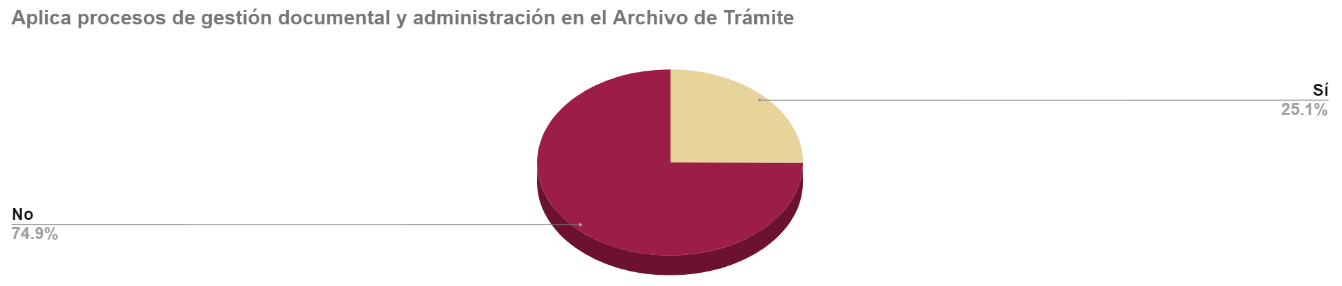 Aplica procesos de gestión documental y administración en el Archivo de Trámite
Sí
25.1%
No
74.9%